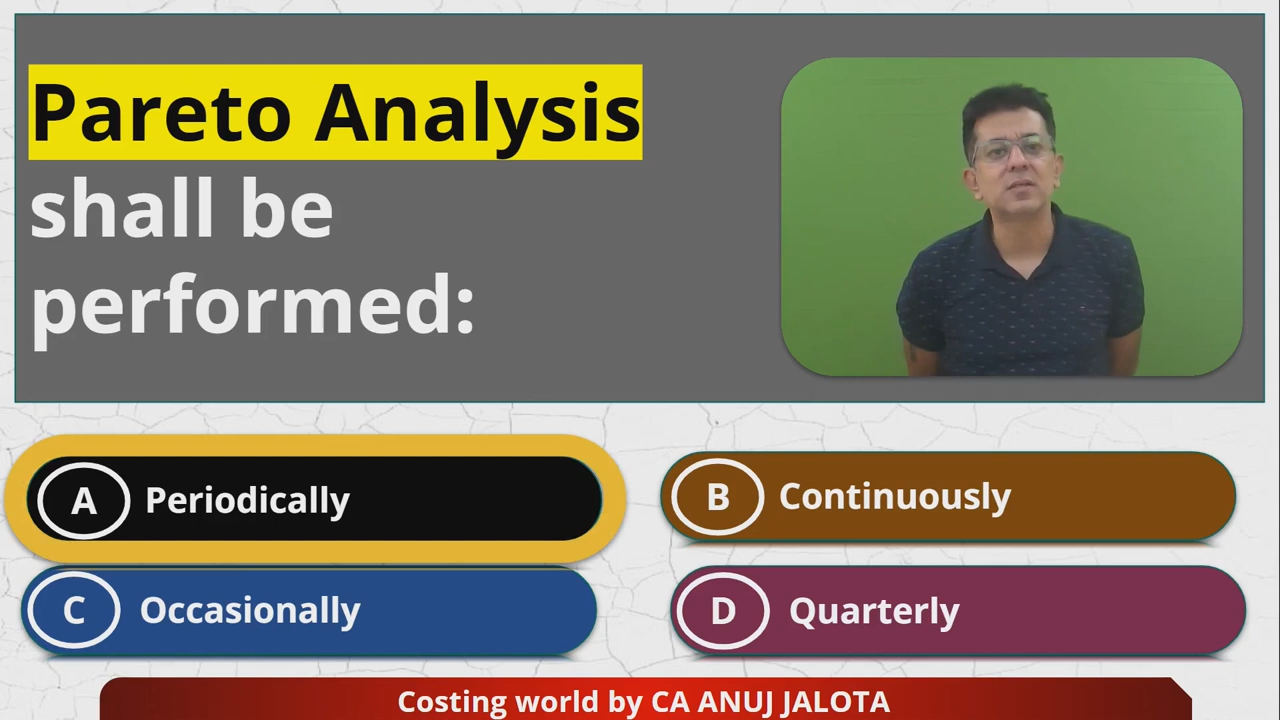 Pareto Analysis
shall be
performed:
A Periodically
B Continuously
C Occasionally
D Quarterly
Costing world by CA ANUJ JALOTA